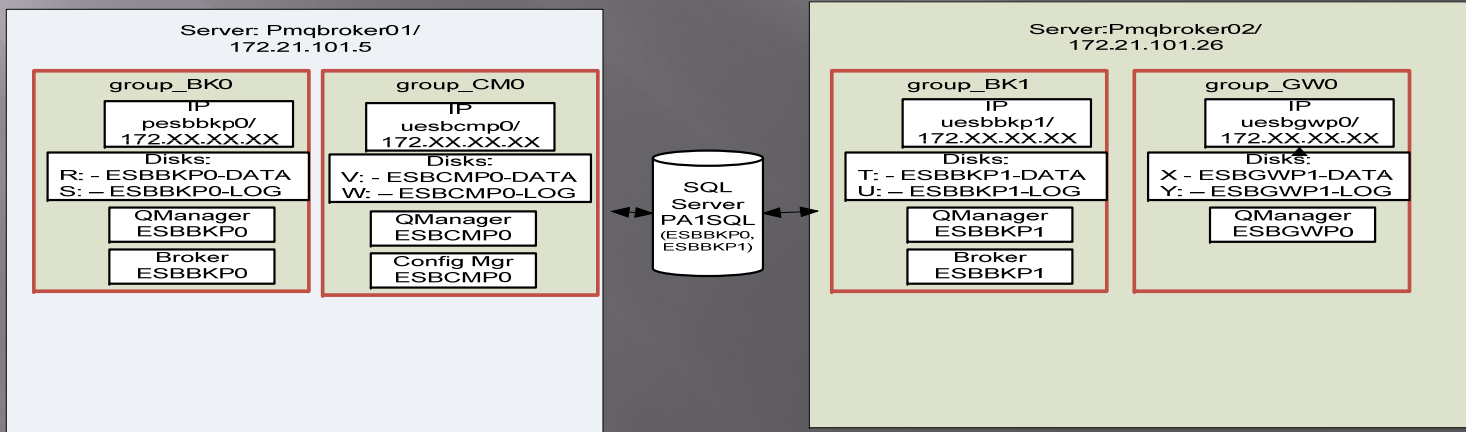 Server: Pmqbroker01/
172.21.101.5
group_BK0
IP
pesbbkp0/
172.XX.XX.XX
Disks:
R: - ESBBKP0-DATA
S: – ESBBKP0-LOG
QManager
ESBBKP0
Broker
ESBBKP0
group_CM0
IP
uesbcmp0/
172.XX.XX.XX
Disks:
V: - ESBCMP0-DATA
W: – ESBCMP0-LOG
QManager
ESBCMP0
Config Mgr
ESBCMP0
SQL
Server
PA1SQL
(ESBBKP0,
ESBBKP1)
Server:Pmqbroker02/
172.21.101.26
group_BK1
IP
uesbbkp1/
172.XX.XX.XX
Disks:
T: - ESBBKP1-DATA
U: – ESBBKP1-LOG
QManager
ESBBKP1
Broker
ESBBKP1
group_GW0
IP
uesbgwp0/
172.XX.XX.XX
Disks:
X - ESBGWP1-DATA
Y: – ESBGWP1-LOG
QManager
ESBGWP0